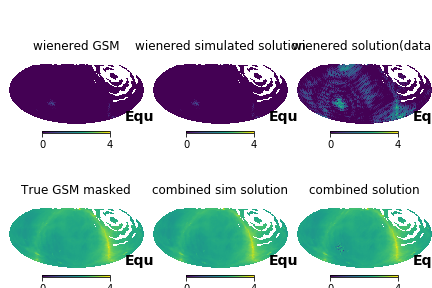 wienered GSM
wienered simulated solution
wienered solution(data
Equ
Equ
Eq
0 4
0 4
0 4
True GSM masked
combined sim solution
combined solution
Equ
Equ
Eq
0 4
0 4
0 4